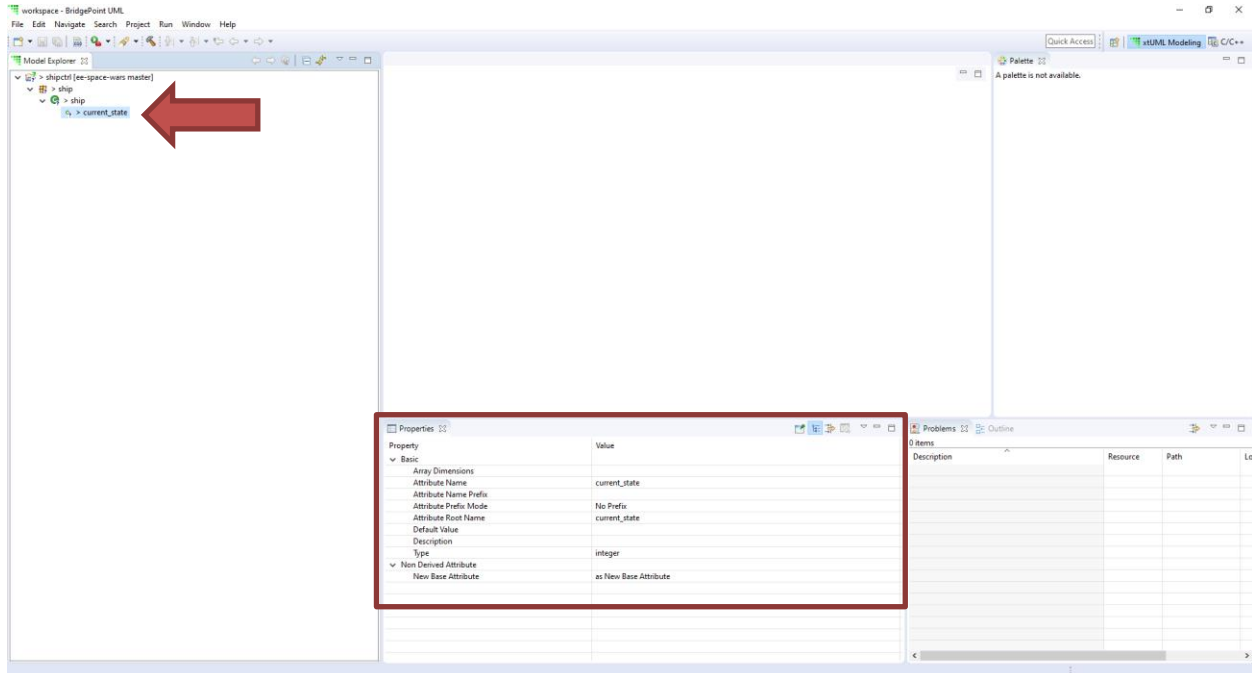 workspace - BridgePoint UML
File Edit Navigate Search Project Run Window Help
Quick Access
xtUML Modeling
C/C++
Model Explorer
> shipctrl [ee-space-wars master]
> ship
> ship
> current_state
Palette
A palette is not available.
Properties
Property Value
Basic
Array Dimensions
Attribute Name current_state
Attribute Name Prefix
Attribute Prefix Mode No Prefix
Attribute Root Name current_state
Default Value
Description
Type integer
Non Derived Attribute
New Base Attribute as New Base Attribute
Problems Outline
0 items
Description Resource Path Lo